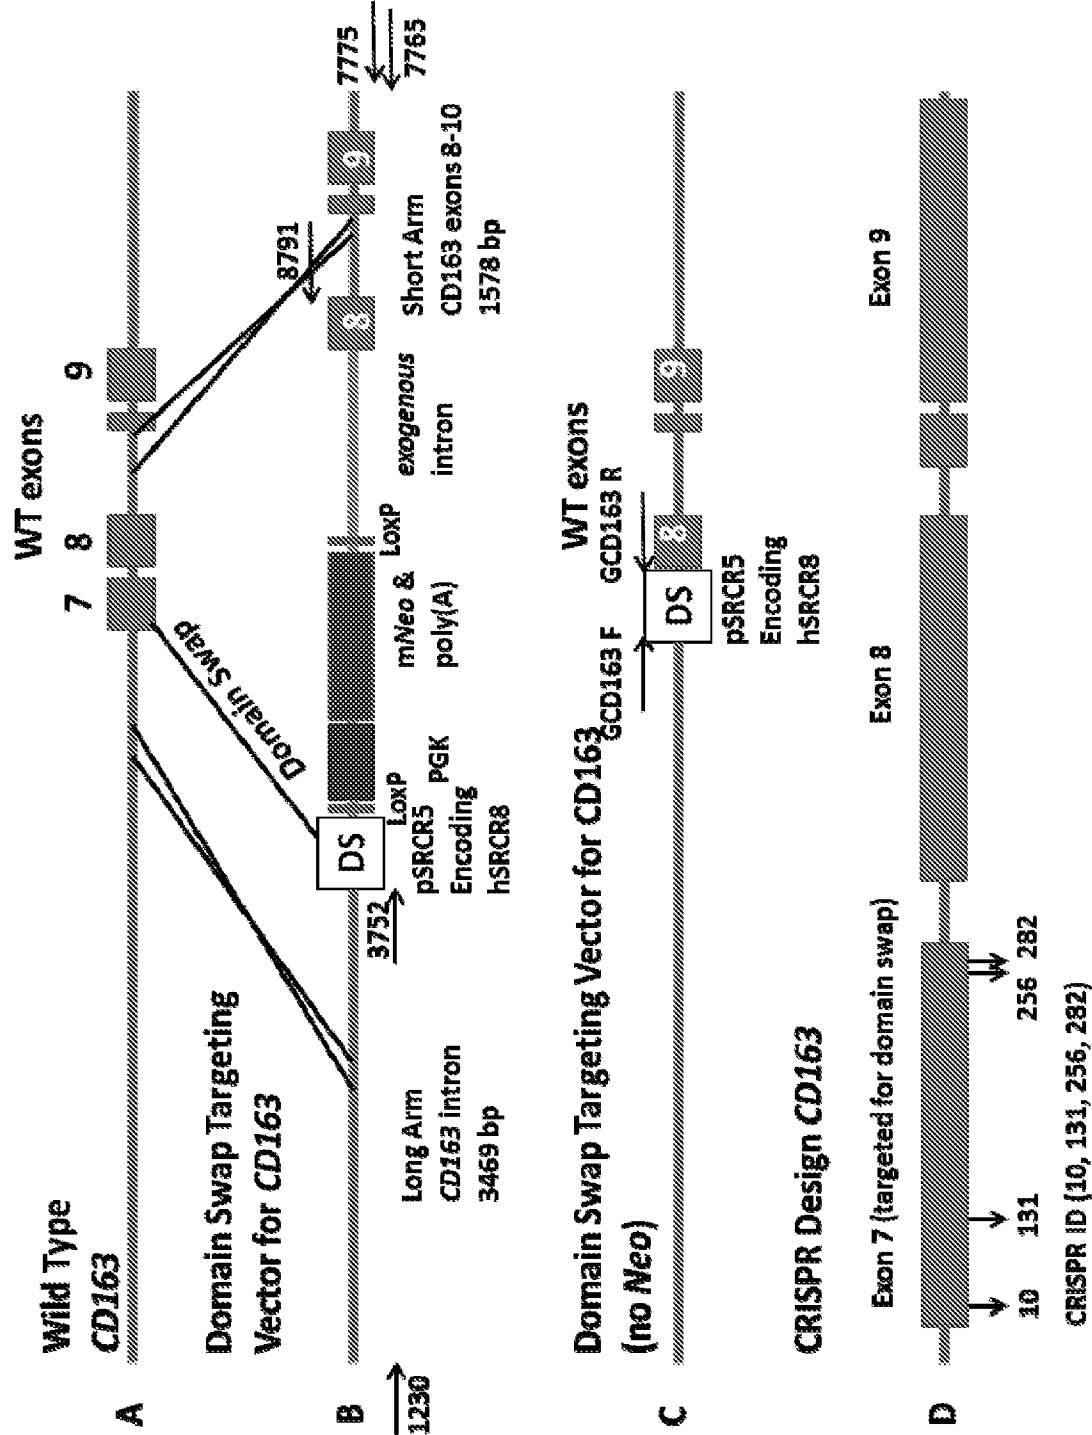 A
Wild Type
CD163
WT exons
7
8
9
Domain Swap
B
Domain Swap Targeting
Vector for CD163
1230
3752
DS
8
9
8791
7775
7765
Long Arm
CD163 intron
3469 bp
LoxP
pSRCR5
Encoding
hSRCR8
PGK
mNeo &
poly(A)
LoxP
exogenous
intron
Short Arm
CD163 exons 8-10
1578 bp
C
Domain Swap Targeting Vector for CD163
(no Neo)
GCD163 F
GCD163 R
WT exons
DS
8
9
pSRCR5
Encoding
hSRCR8
D
CRISPR Design CD163
Exon 7 (targeted for domain swap)
Exon 8
Exon 9
10
131
256
282
CRISPR ID (10, 131, 256, 282)